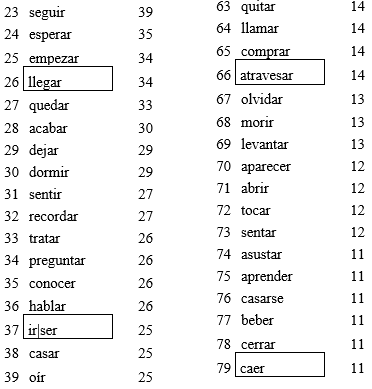 23 seguir 39
24 esperar 35
25 empezar 34
26 llegar 34
27 quedar 33
28 acabar 30
29 dejar 29
30 dormir 29
31 sentir 27
32 recordar 27
33 tratar 26
34 preguntar 26
35 conocer 26
36 hablar 26
37 ir|ser 25
38 casar 25
39 oír 25
63 quitar 14
64 llamar 14
65 comprar 14
66 atravesar 14
67 olvidar 13
68 morir 13
69 levantar 13
70 aparecer 12
71 abrir 12
72 tocar 12
73 sentar 12
74 asustar 11
75 aprender 11
76 casarse 11
77 beber 11
78 cerrar 11
79 caer 11